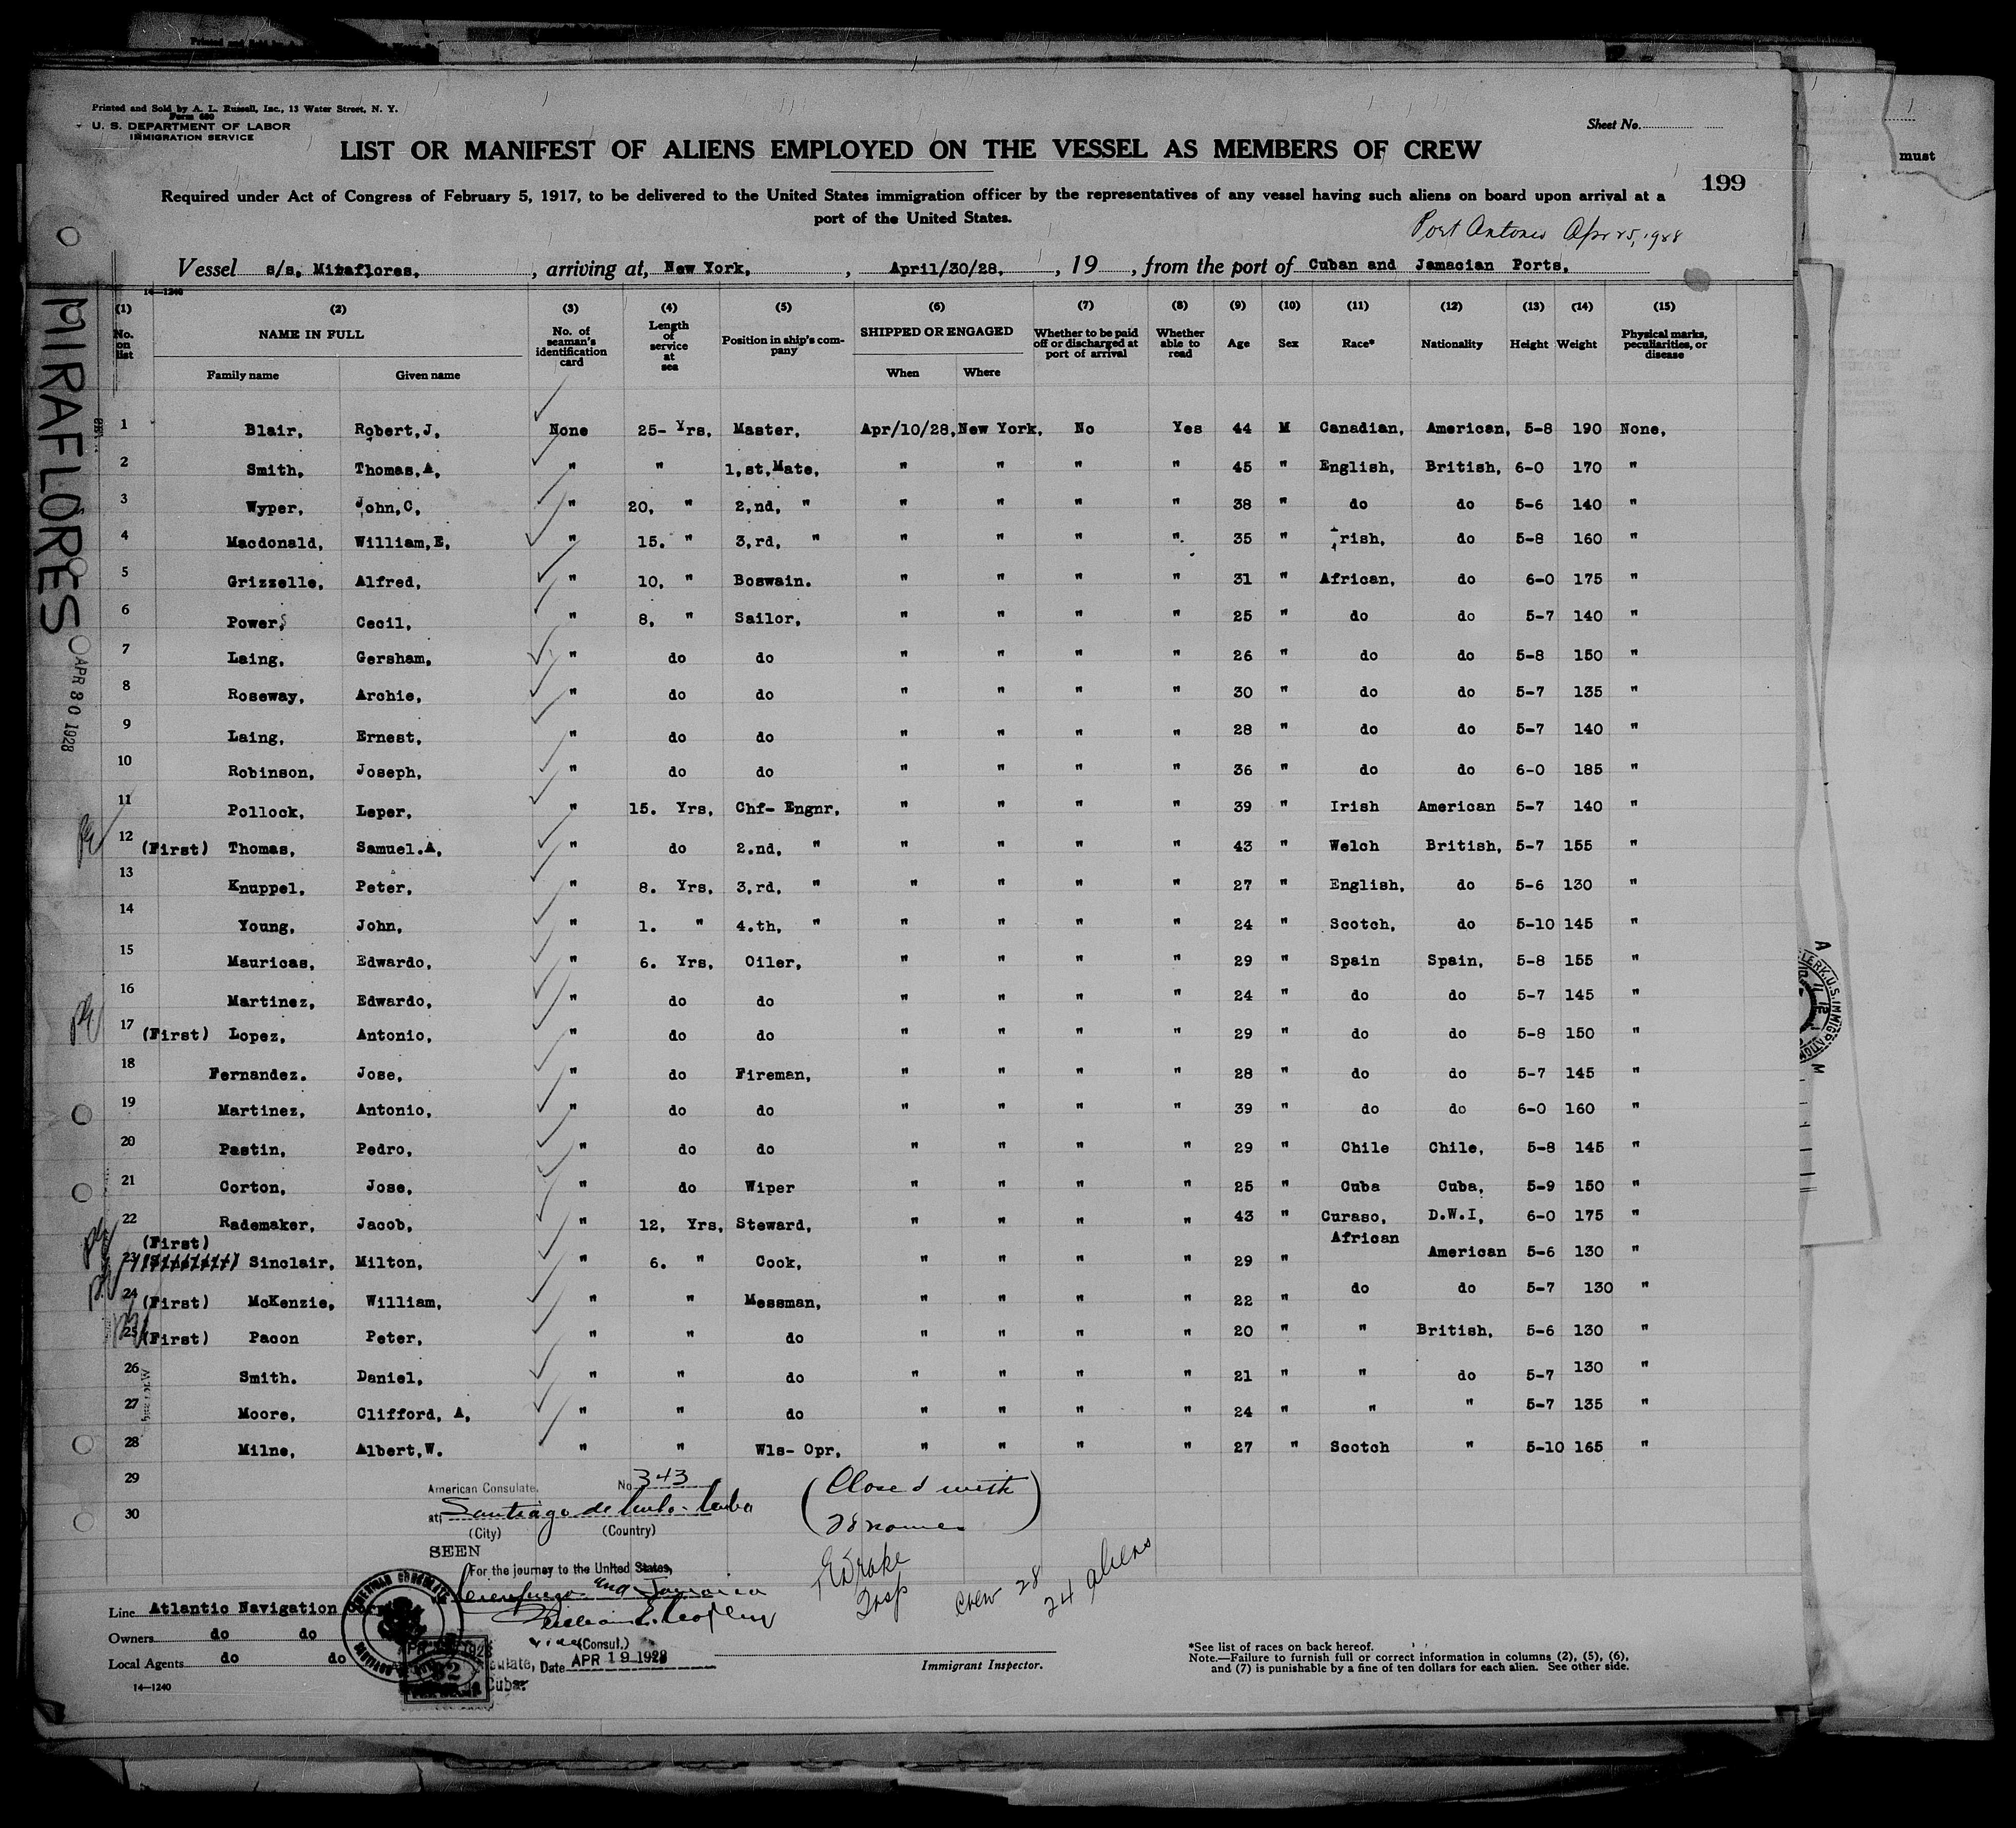 Printed and Sold by A. L. Russell, Inc., 13 Water Street, N. Y.
Form 680
U. S. DEPARTMENT OF LABOR
IMMIGRATION SERVICE
Sheet No.
LIST OR MANIFEST OF ALIENS EMPLOYED ON THE VESSEL AS MEMBERS OF CREW
must
199
Required under Act of Congress of February 5, 1917, to be delivered to the United States immigration officer by the representatives of any vessel having such aliens on board upon arrival at a
port of the United States.
Port Antonio Apr 25, 1928
Vessel s/s, Miraflores, , arriving at, New York, , April/30/28, , 19 , from the port of Cuban and Jamacian Ports,
14—1240
MIRAFLORES
APR 30 1928
(1) (2) (3) (4) (5) (6) (7) (8) (9) (10) (11) (12) (13) (14) (15)
No. on list
NAME IN FULL
Family name Given name
No. of seaman's identification card
Length of service at sea
Position in ship's company
SHIPPED OR ENGAGED
When Where
Whether to be paid off or discharged at port of arrival
Whether able to read
Age Sex Race* Nationality Height Weight
Physical marks, peculiarities, or disease
1 Blair, Robert,J, None 25- Yrs, Master, Apr/10/28, New York, No Yes 44 M Canadian, American, 5-8 190 None,
2 Smith, Thomas,A, " " 1,st,Mate, " " " " 45 " English, British, 6-0 170 "
3 Wyper, John,C, " 20, " 2,nd, " " " " " 38 " do do 5-6 140 "
4 Macdonald, William,E, " 15. " 3,rd, " " " " " 35 " Irish, do 5-8 160 "
5 Grizzelle, Alfred, " 10, " Boswain. " " " " 31 " African, do 6-0 175 "
6 Powers, Cecil, " 8, " Sailor, " " " " 25 " do do 5-7 140 "
7 Laing, Gersham, " do do " " " " 26 " do do 5-8 150 "
8 Roseway, Archie, " do do " " " " 30 " do do 5-7 135 "
9 Laing, Ernest, " do do " " " " 28 " do do 5-7 140 "
10 Robinson, Joseph, " do do " " " " 36 " do do 6-0 185 "
11 Pollock, Leper, " 15. Yrs, Chf- Engnr, " " " " 39 " Irish American 5-7 140 "
12 (First) Thomas, Samuel.A, " do 2.nd, " " " " " 43 " Welch British, 5-7 155 "
13 Knuppel, Peter, " 8. Yrs, 3,rd, " " " " " 27 " English, do 5-6 130 "
14 Young, John, " 1. " 4.th, " " " " " 24 " Scotch, do 5-10 145 "
15 Mauricas, Edwardo, " 6. Yrs, Oiler, " " " " 29 " Spain Spain, 5-8 155 "
16 Martinez, Edwardo, " do do " " " " 24 " do do 5-7 145 "
17 (First) Lopez, Antonio, " do do " " " " 29 " do do 5-8 150 "
18 Fernandez. Jose, " do Fireman, " " " " 28 " do do 5-7 145 "
19 Martinez, Antonio, " do do " " " " 39 " do do 6-0 160 "
20 Pastin, Pedro, " do do " " " " 29 " Chile Chile, 5-8 145 "
21 Corton, Jose, " do Wiper " " " " 25 " Cuba Cuba, 5-9 150 "
22 Rademaker, Jacob, " 12, Yrs, Steward, " " " " 43 " Curaso, D.W.I, 6-0 175 "
23 (First) Sinclair, Milton, " 6. " Cook, " " " " 29 " African American 5-6 130 "
24 (First) McKenzie, William, " " Messman, " " " " 22 " do do 5-7 130 "
25 (First) Pacon Peter, " " do " " " " 20 " " British, 5-6 130 "
26 Smith. Daniel, " " do " " " " 21 " " do 5-7 130 "
27 Moore, Clifford, A, " " do " " " " 24 " " " 5-7 135 "
28 Milne, Albert,W. " " Wls- Opr, " " " " 27 " Scotch " 5-10 165 "
29
30
American Consulate, No 343
at, Santiago de Cuba - Cuba
(City) (Country)
SEEN
For the journey to the United States,
Cienfuegos and Jamaica
(Consul.)
Date APR 19 1928
(Closed with
28 names)
E Drake
Insp
Crew 28
24 aliens
AMERICAN CONSULATE
Line Atlantic Navigation Corp
Owners do do
Local Agents do do
14—1240
Immigrant Inspector.
*See list of races on back hereof.
Note.—Failure to furnish full or correct information in columns (2), (5), (6),
and (7) is punishable by a fine of ten dollars for each alien. See other side.